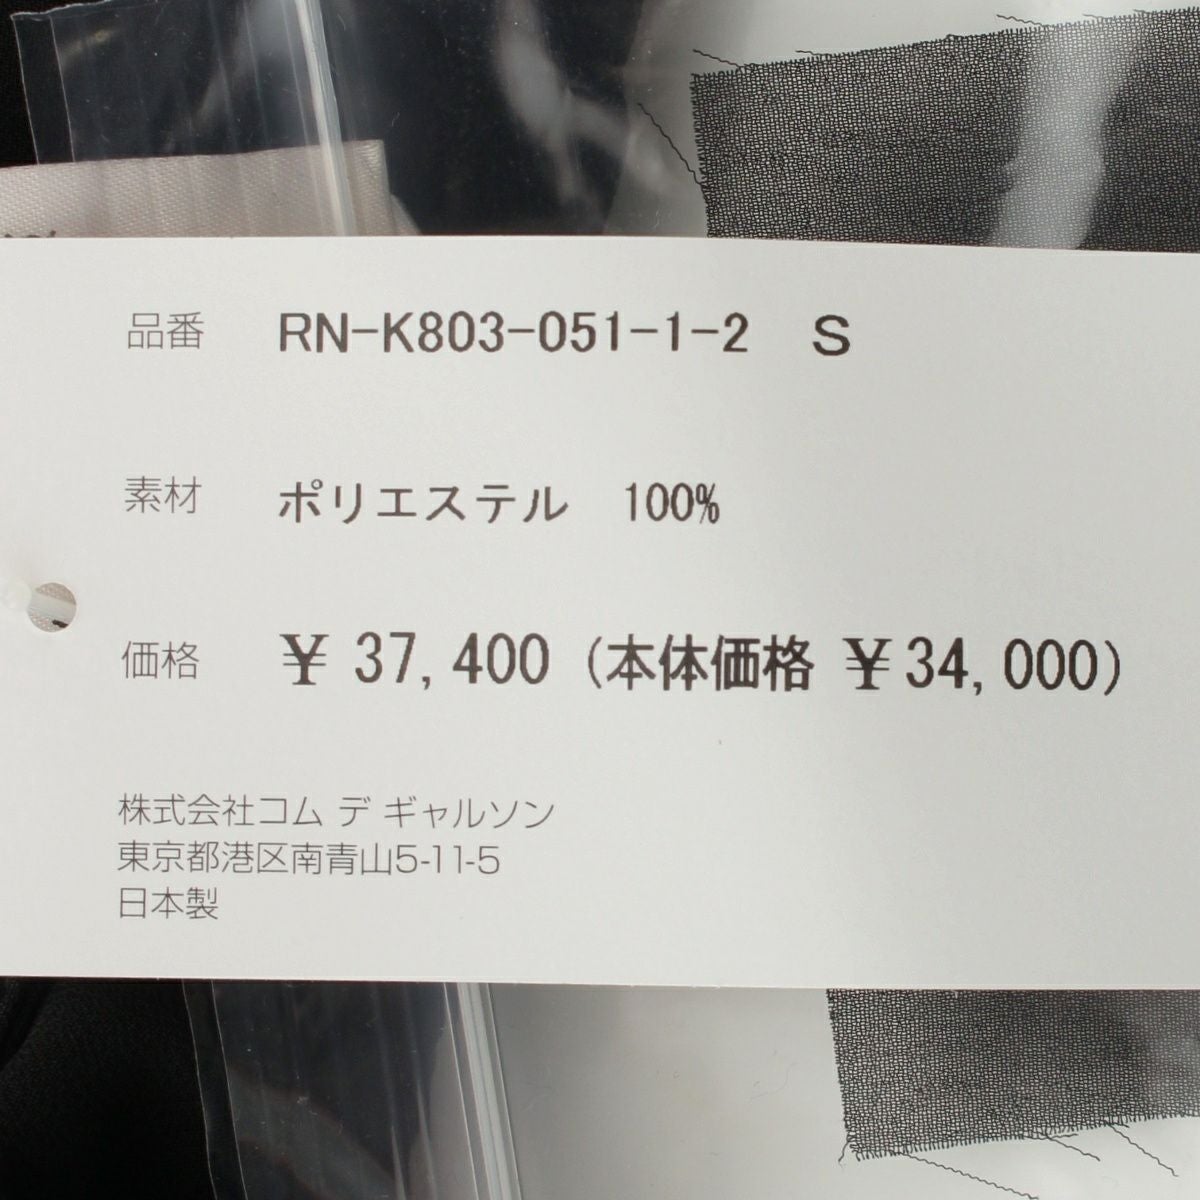 品番 RN-K803-051-1-2 S
素材 ポリエステル 100%
価格 ¥ 37,400 (本体価格 ¥34,000)
株式会社コム デ ギャルソン
東京都港区南青山5-11-5
日本製